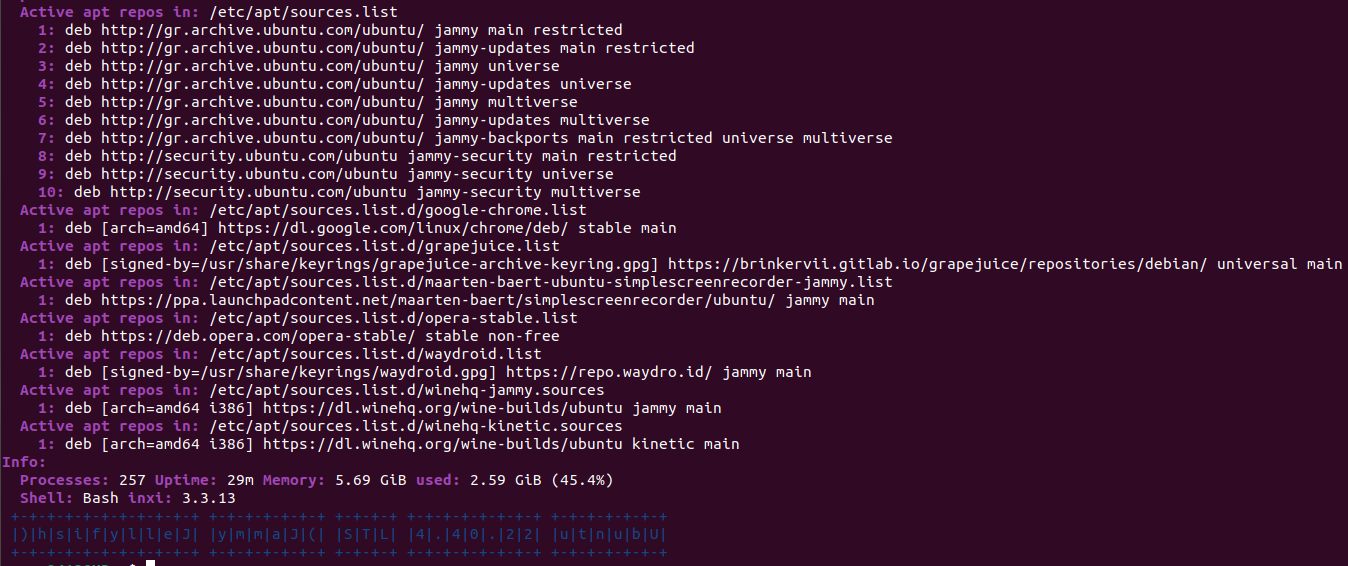 Active apt repos in: /etc/apt/sources.list
1: deb http://gr.archive.ubuntu.com/ubuntu/ jammy main restricted
2: deb http://gr.archive.ubuntu.com/ubuntu/ jammy-updates main restricted
3: deb http://gr.archive.ubuntu.com/ubuntu/ jammy universe
4: deb http://gr.archive.ubuntu.com/ubuntu/ jammy-updates universe
5: deb http://gr.archive.ubuntu.com/ubuntu/ jammy multiverse
6: deb http://gr.archive.ubuntu.com/ubuntu/ jammy-updates multiverse
7: deb http://gr.archive.ubuntu.com/ubuntu/ jammy-backports main restricted universe multiverse
8: deb http://security.ubuntu.com/ubuntu jammy-security main restricted
9: deb http://security.ubuntu.com/ubuntu jammy-security universe
10: deb http://security.ubuntu.com/ubuntu jammy-security multiverse
Active apt repos in: /etc/apt/sources.list.d/google-chrome.list
1: deb [arch=amd64] https://dl.google.com/linux/chrome/deb/ stable main
Active apt repos in: /etc/apt/sources.list.d/grapejuice.list
1: deb [signed-by=/usr/share/keyrings/grapejuice-archive-keyring.gpg] https://brinkervii.gitlab.io/grapejuice/repositories/debian/ universal main
Active apt repos in: /etc/apt/sources.list.d/maarten-baert-ubuntu-simplescreenrecorder-jammy.list
1: deb https://ppa.launchpadcontent.net/maarten-baert/simplescreenrecorder/ubuntu/ jammy main
Active apt repos in: /etc/apt/sources.list.d/opera-stable.list
1: deb https://deb.opera.com/opera-stable/ stable non-free
Active apt repos in: /etc/apt/sources.list.d/waydroid.list
1: deb [signed-by=/usr/share/keyrings/waydroid.gpg] https://repo.waydro.id/ jammy main
Active apt repos in: /etc/apt/sources.list.d/winehq-jammy.sources
1: deb [arch=amd64 i386] https://dl.winehq.org/wine-builds/ubuntu jammy main
Active apt repos in: /etc/apt/sources.list.d/winehq-kinetic.sources
1: deb [arch=amd64 i386] https://dl.winehq.org/wine-builds/ubuntu kinetic main
Info:
Processes: 257 Uptime: 29m Memory: 5.69 GiB used: 2.59 GiB (45.4%)
Shell: Bash inxi: 3.3.13
+-+-+-+-+-+-+-+-+-+-+ +-+-+-+-+-+-+ +-+-+-+ +-+-+-+-+-+-+-+ +-+-+-+-+-+-+
|)|h|s|i|f|y|l|l|e|J| |y|m|m|a|J|(| |S|T|L| |4|.|4|0|.|2|2| |u|t|n|u|b|U|
+-+-+-+-+-+-+-+-+-+-+ +-+-+-+-+-+-+ +-+-+-+ +-+-+-+-+-+-+-+ +-+-+-+-+-+-+